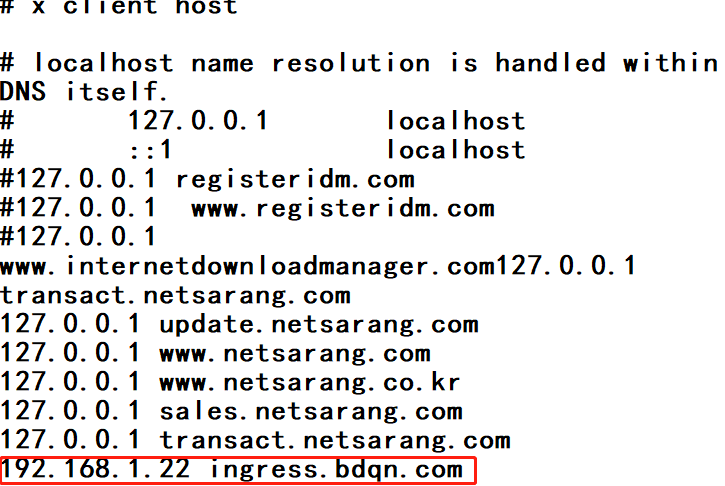 # x client host
# localhost name resolution is handled within
DNS itself.
#       127.0.0.1       localhost
#       ::1             localhost
#127.0.0.1 registeridm.com
#127.0.0.1  www.registeridm.com
#127.0.0.1
www.internetdownloadmanager.com127.0.0.1
transact.netsarang.com
127.0.0.1 update.netsarang.com
127.0.0.1 www.netsarang.com
127.0.0.1 www.netsarang.co.kr
127.0.0.1 sales.netsarang.com
127.0.0.1 transact.netsarang.com
192.168.1.22 ingress.bdqn.com